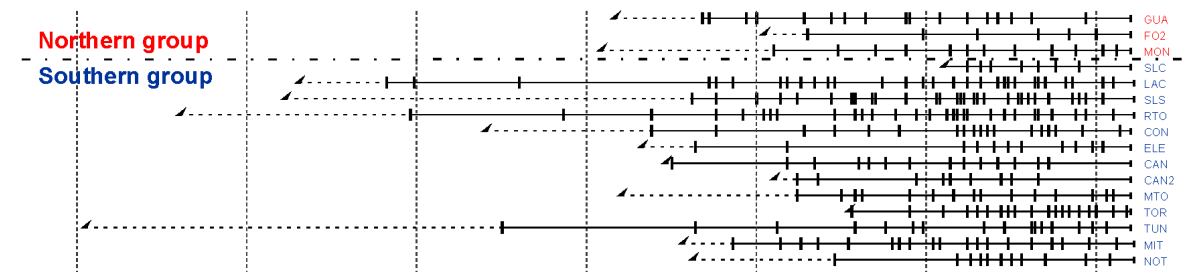 GUA
Northern group
FO2
MON
Southern group
SLC
LAC
SLS
RTO
CON
ELE
CAN
CAN2
MTO
TOR
TUN
MIT
NOT